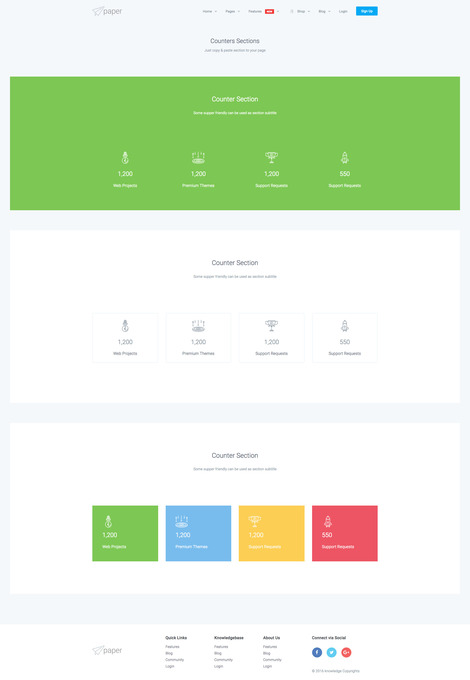 paper
Home Pages Features NEW Shop Blog Login Sign Up
Counters Sections
Just copy & paste section to your page
Counter Section
Some supper friendly can be used as section subtitle
1,200 1,200 1,200 550
Web Projects Premium Themes Support Requests Support Requests
Counter Section
Some supper friendly can be used as section subtitle
1,200 1,200 1,200 550
Web Projects Premium Themes Support Requests Support Requests
Counter Section
Some supper friendly can be used as section subtitle
1,200 1,200 1,200 550
Web Projects Premium Themes Support Requests Support Requests
paper
Quick Links Knowledgebase About Us Connect via Social
Features Features Features
Blog Blog Blog
Community Community Community
Login Login Login